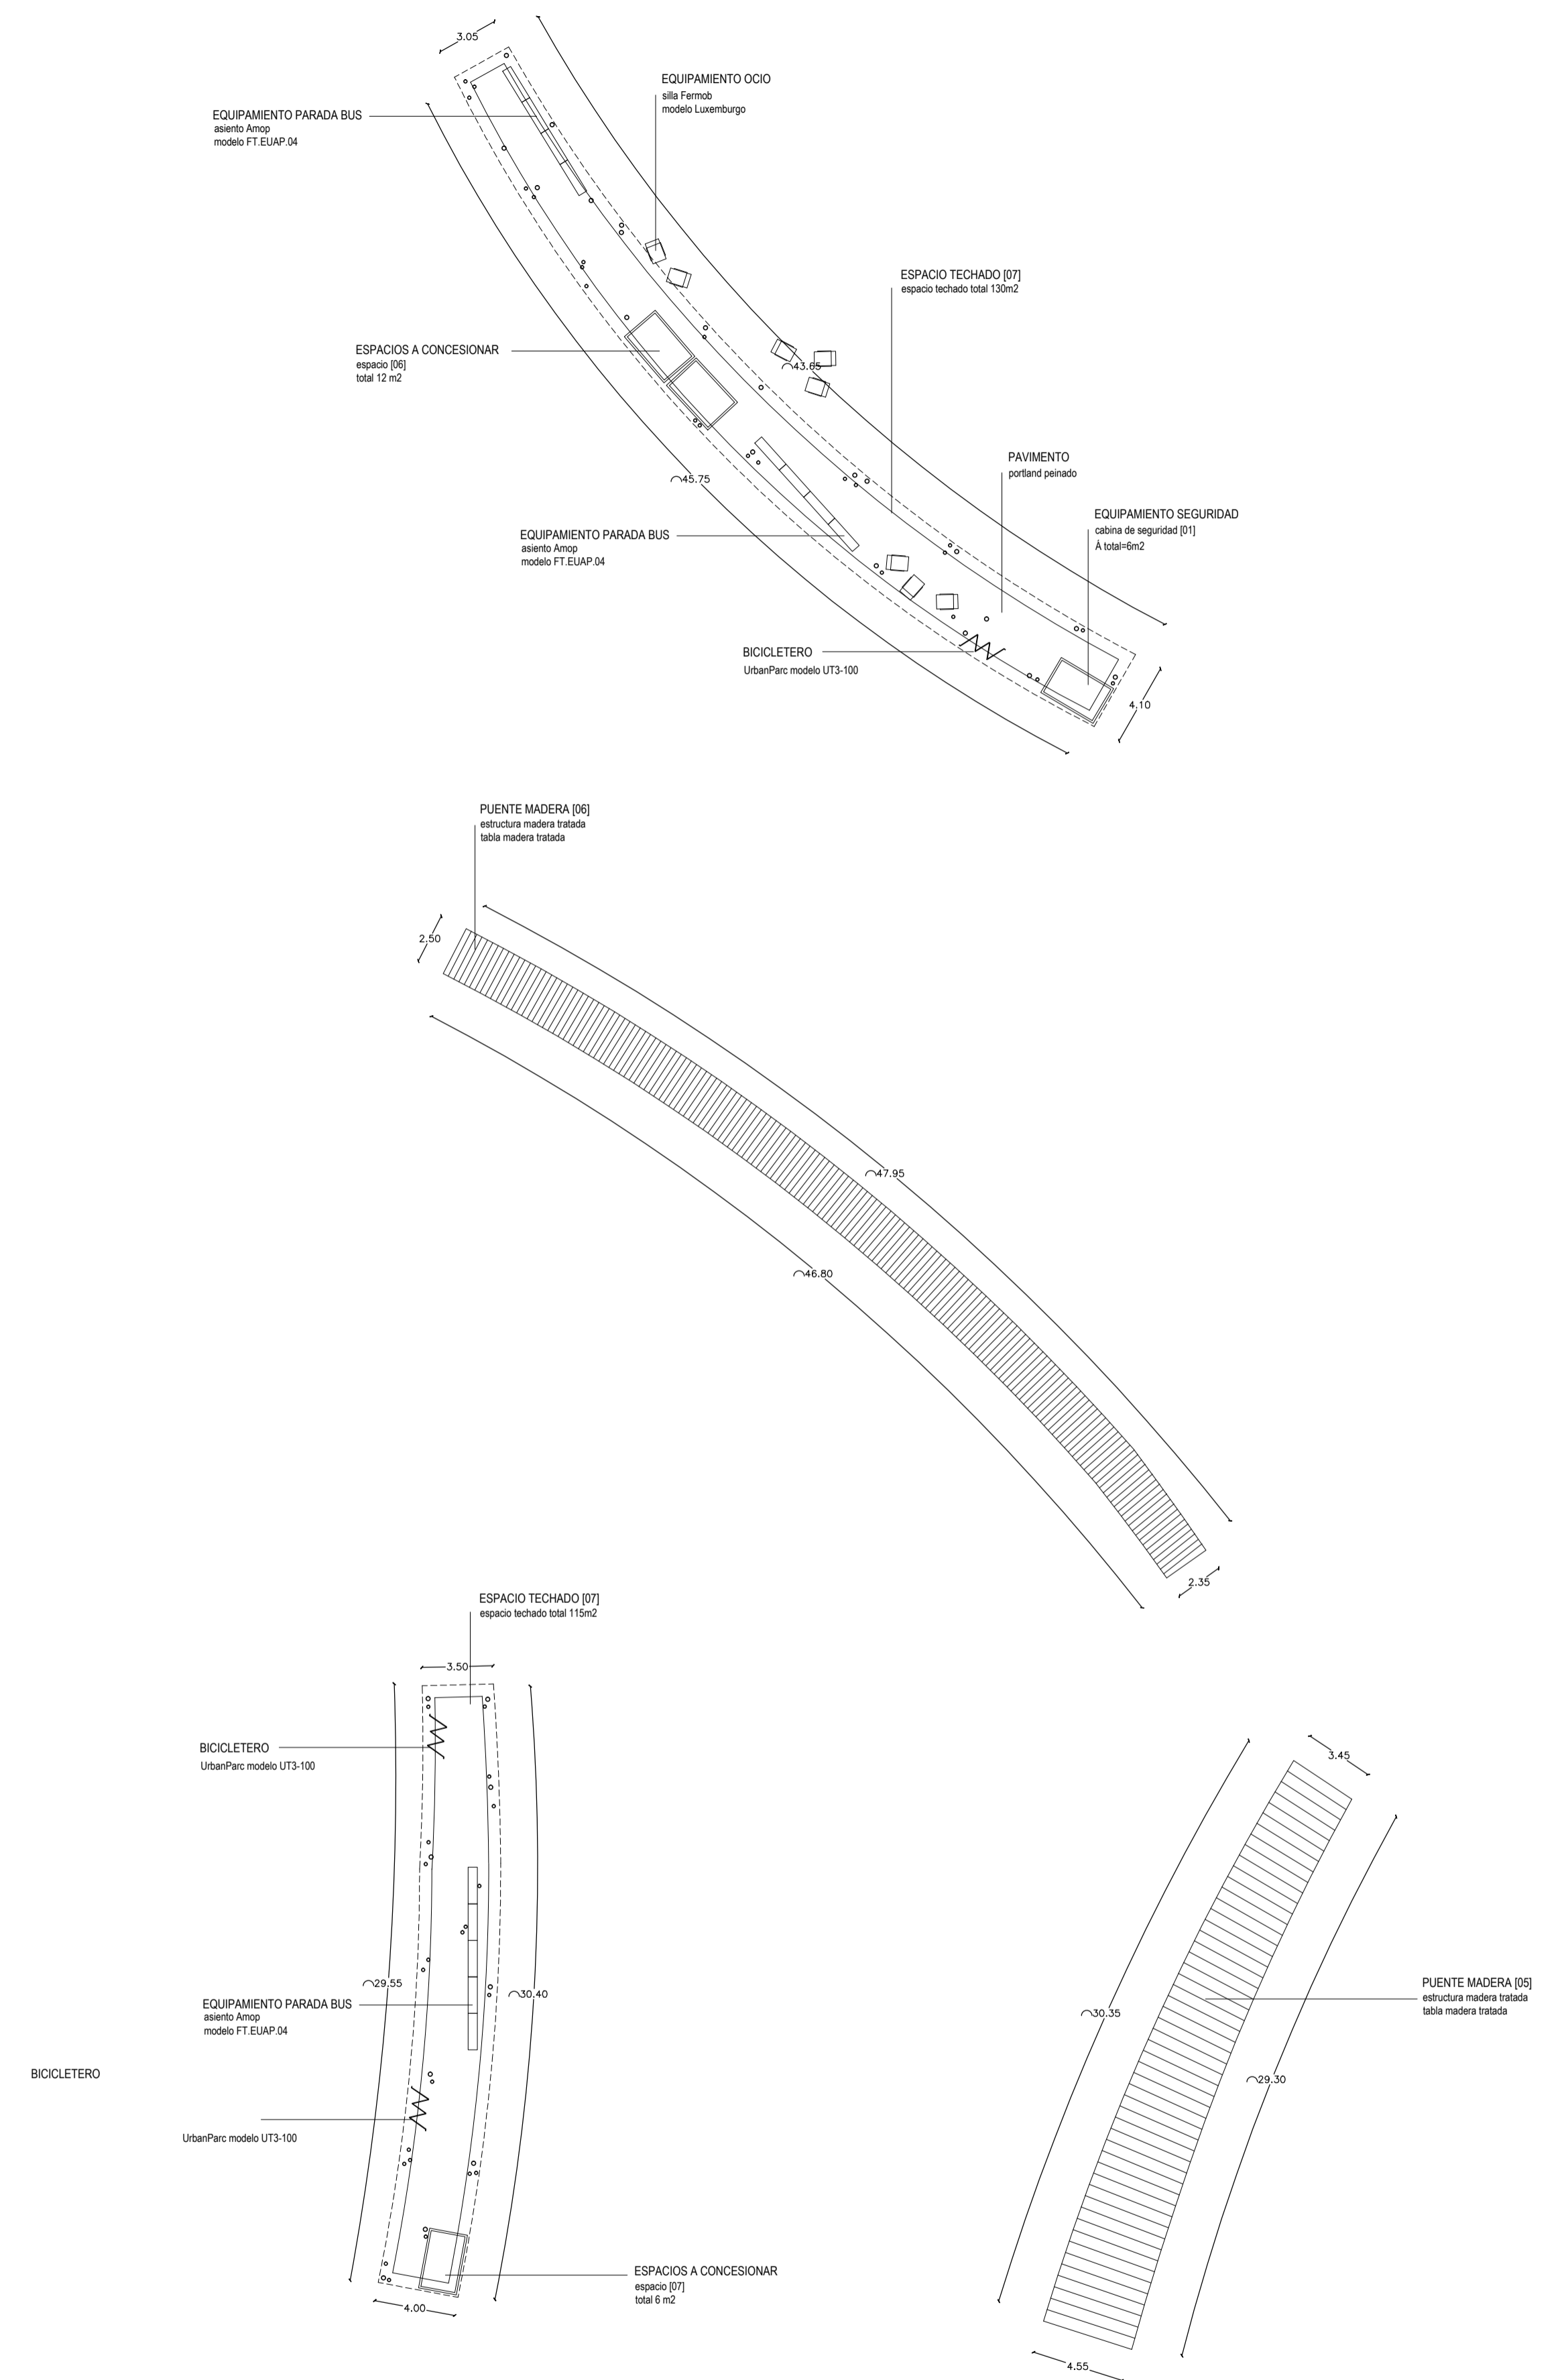 3.05
EQUIPAMIENTO OCIO
silla Fermob
modelo Luxemburgo
EQUIPAMIENTO PARADA BUS
asiento Amop
modelo FT.EUAP.04
ESPACIO TECHADO [07]
espacio techado total 130m2
ESPACIOS A CONCESIONAR
espacio [06]
total 12 m2
43.65
45.75
PAVIMENTO
portland peinado
EQUIPAMIENTO SEGURIDAD
cabina de seguridad [01]
À total=6m2
EQUIPAMIENTO PARADA BUS
asiento Amop
modelo FT.EUAP.04
BICICLETERO
UrbanParc modelo UT3-100
4.10
PUENTE MADERA [06]
estructura madera tratada
tabla madera tratada
2.50
47.95
46.80
2.35
ESPACIO TECHADO [07]
espacio techado total 115m2
3.50
BICICLETERO
UrbanParc modelo UT3-100
3.45
29.55
30.40
EQUIPAMIENTO PARADA BUS
asiento Amop
modelo FT.EUAP.04
PUENTE MADERA [05]
estructura madera tratada
tabla madera tratada
30.35
29.30
BICICLETERO
UrbanParc modelo UT3-100
ESPACIOS A CONCESIONAR
espacio [07]
total 6 m2
4.00
4.55